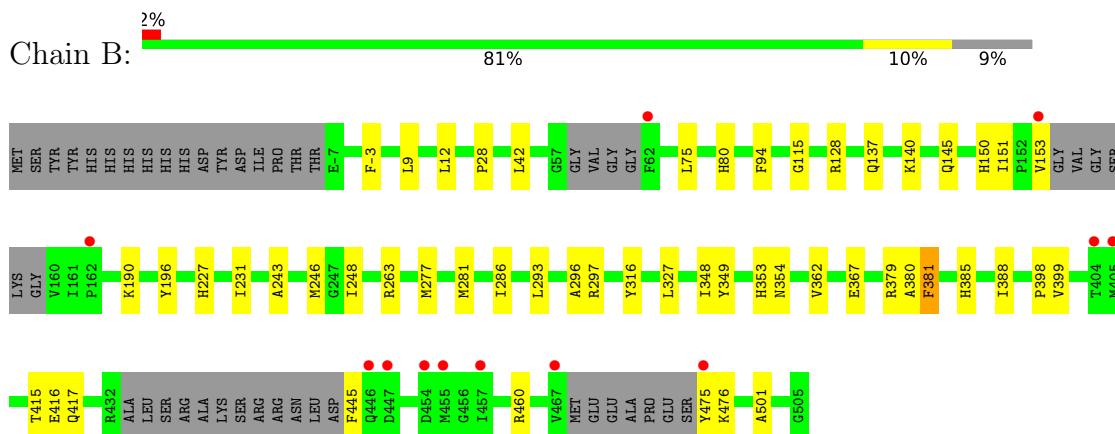 2%
Chain B:
81% 10% 9%
MET SER TYR TYR HIS HIS HIS HIS HIS HIS ASP TYR ASP ILE PRO THR THR E-7 F-3 L9 L12 P28 L42 G57 GLY VAL GLY GLY F62 L75 H80 F94 G115 R128 Q137 K140 Q145 H150 I151 P152 V153 GLY VAL GLY SER
LYS GLY V160 I161 P162 K190 Y196 H227 I231 A243 M246 G247 I248 R263 M277 M281 I286 L293 A296 R297 Y316 L327 I348 Y349 H353 N354 V362 E367 R379 A380 F381 H385 I388 P398 V399 T404 M405
T415 E416 Q417 R432 ALA LEU SER ARG ALA LYS SER ARG ARG ASN LEU ASP F445 Q446 D447 D454 M455 G456 I457 R460 V467 MET GLU GLU ALA PRO GLU SER Y475 K476 A501 G505